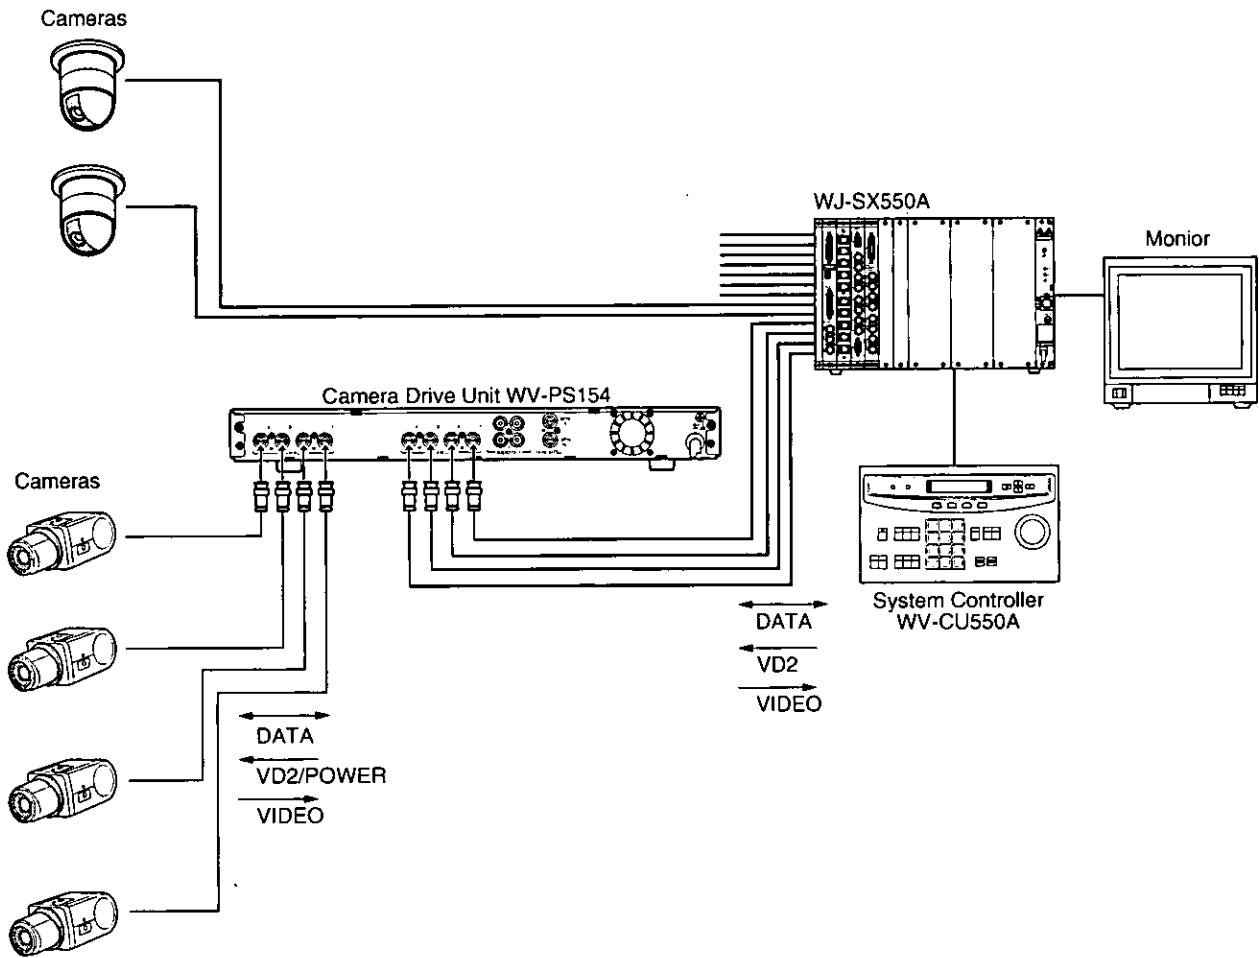 Cameras
WJ-SX550A
Monior
Camera Drive Unit WV-PS154
Cameras
System Controller
WV-CU550A
DATA
VD2
VIDEO
DATA
VD2/POWER
VIDEO